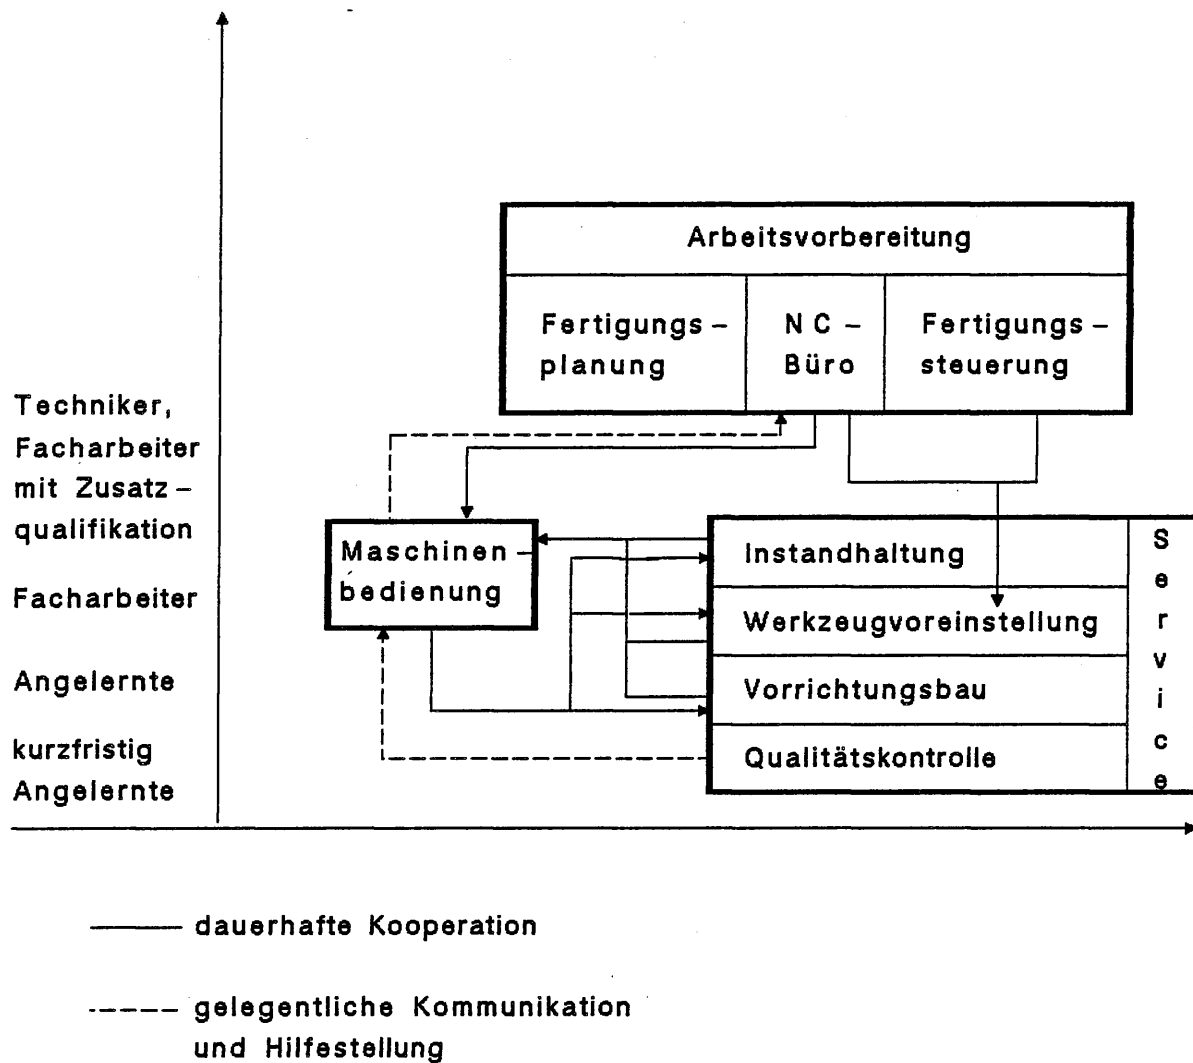 Arbeitsvorbereitung
Fertigungs –
planung
NC –
Büro
Fertigungs –
steuerung
Techniker,
Facharbeiter
mit Zusatz –
qualifikation
Facharbeiter
Angelernte
kurzfristig
Angelernte
Maschinen –
bedienung
Instandhaltung
Werkzeugvoreinstellung
Vorrichtungsbau
Qualitätskontrolle
Service
dauerhafte Kooperation
gelegentliche Kommunikation
und Hilfestellung